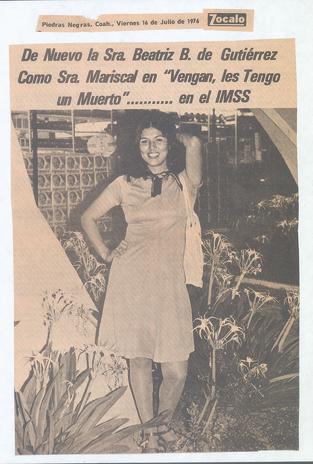 Piedras Negras, Coah., Viernes 16 de Julio de 1976 Zocalo
De Nuevo la Sra. Beatriz B. de Gutiérrez
Como Sra. Mariscal en "Vengan, les Tengo
un Muerto"........... en el IMSS